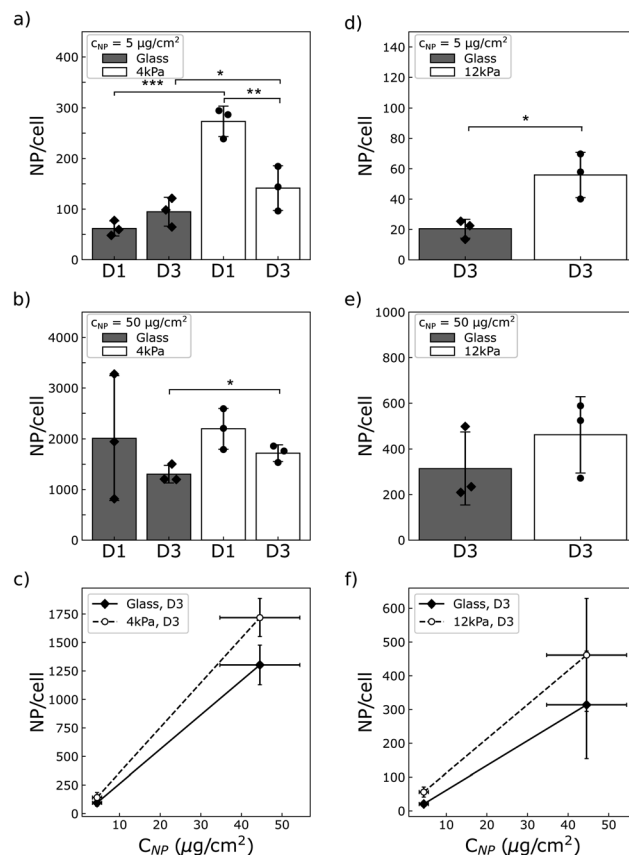 a)
c_NP = 5 μg/cm²
Glass
4kPa
*
***
**
NP/cell
400
300
200
100
0
D1 D3 D1 D3
d)
c_NP = 5 μg/cm²
Glass
12kPa
*
NP/cell
140
120
100
80
60
40
20
0
D3 D3
b)
c_NP = 50 μg/cm²
Glass
4kPa
*
NP/cell
4000
3000
2000
1000
0
D1 D3 D1 D3
e)
c_NP = 50 μg/cm²
Glass
12kPa
NP/cell
1000
800
600
400
200
0
D3 D3
c)
Glass, D3
4kPa, D3
NP/cell
1750
1500
1250
1000
750
500
250
0
10 20 30 40 50
C_NP (μg/cm²)
f)
Glass, D3
12kPa, D3
NP/cell
600
500
400
300
200
100
0
10 20 30 40 50
C_NP (μg/cm²)